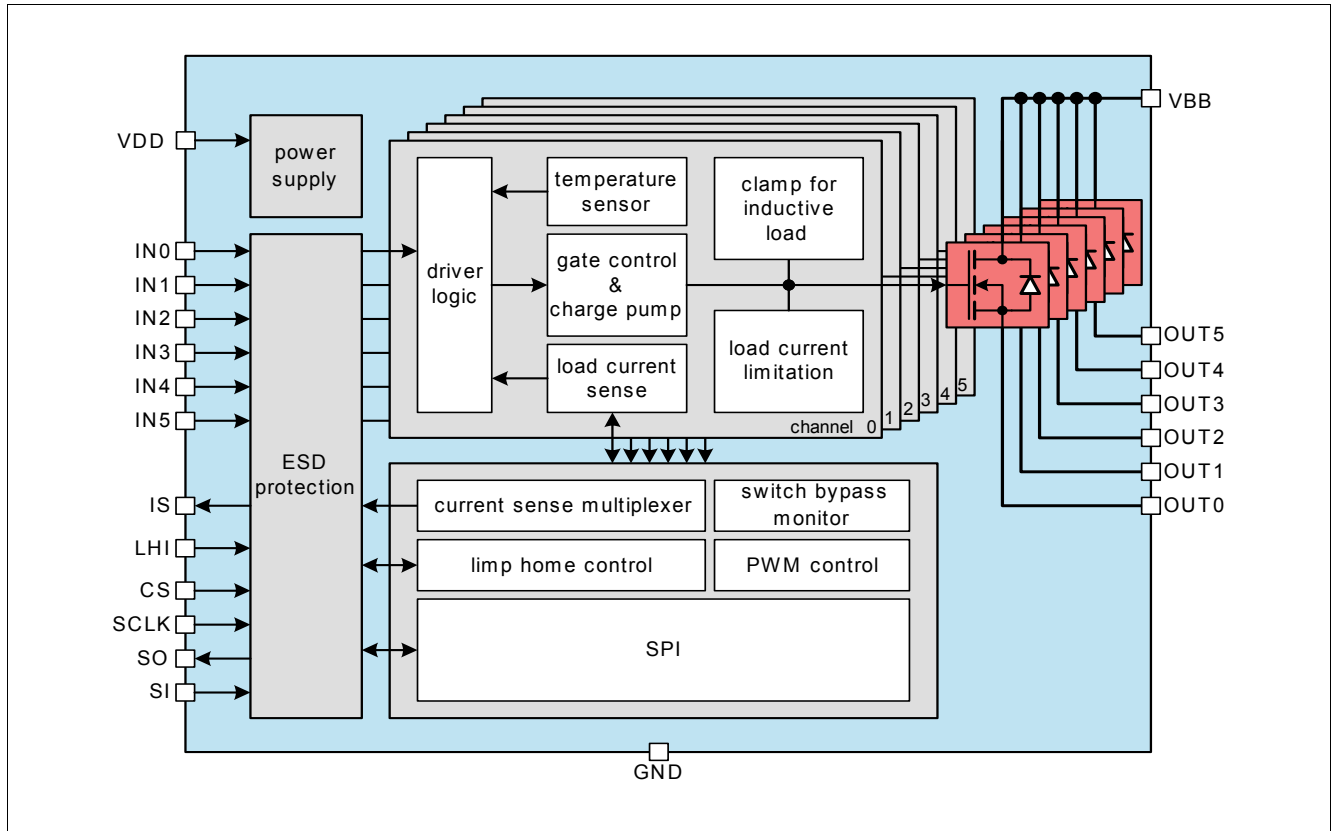 VBB
VDD
power
supply
temperature
sensor
clamp for
inductive
load
IN0
IN1
IN2
IN3
IN4
IN5
driver
logic
gate control
&
charge pump
load current
sense
load current
limitation
channel 0
1
2
3
4
5
OUT5
OUT4
OUT3
OUT2
OUT1
OUT0
ESD
protection
IS
LHI
CS
SCLK
SO
SI
current sense multiplexer
switch bypass
monitor
limp home control
PWM control
SPI
GND